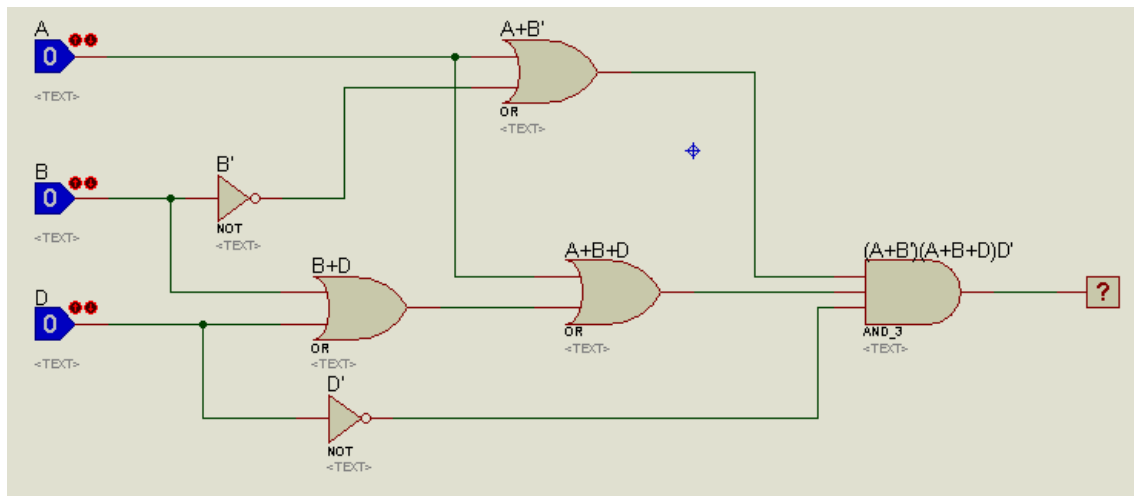 A
0
<TEXT>
A+B'
OR
<TEXT>
B
0
<TEXT>
B'
NOT
<TEXT>
D
0
<TEXT>
B+D
OR
<TEXT>
A+B+D
OR
<TEXT>
(A+B')(A+B+D)D'
AND_3
<TEXT>
?
D'
NOT
<TEXT>